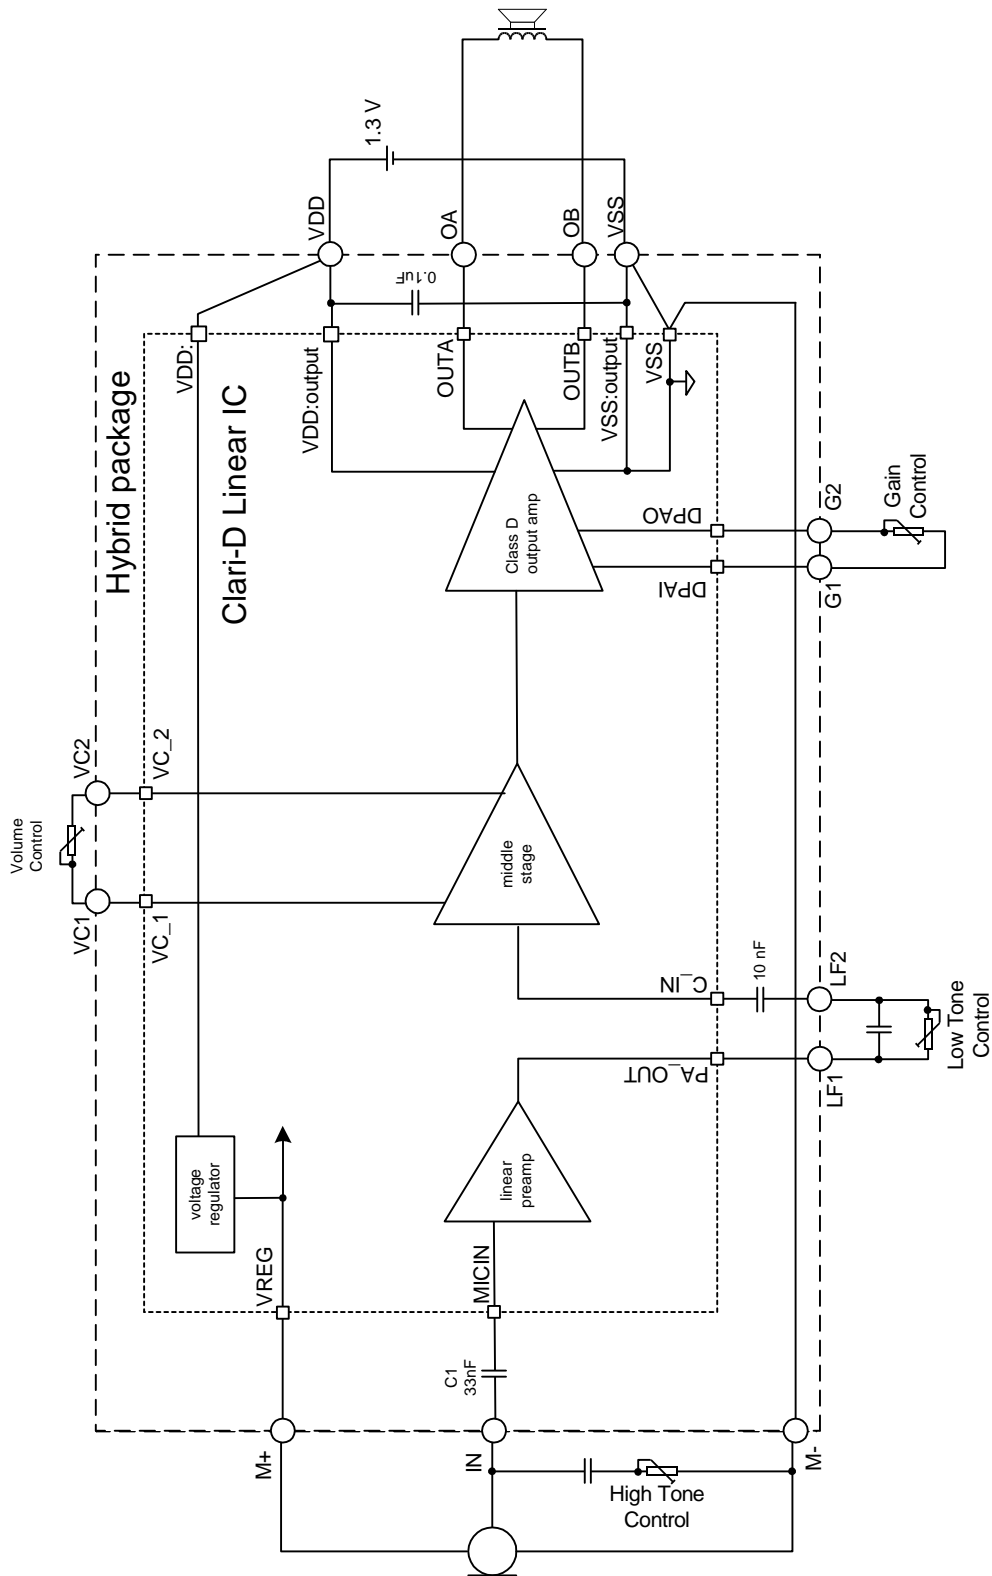 1.3 V
VDD
OA
OB
VSS
0.1uF
Hybrid package
Clari-D Linear IC
VDD:
VDD:output
OUTA
OUTB
VSS:output
VSS
Class D
output amp
DPAO
DPAI
G2
G1
Gain
Control
VC2
VC_2
Volume
Control
VC1
VC_1
middle
stage
C_IN
10 nF
LF2
PA_OUT
LF1
Low Tone
Control
voltage
regulator
linear
preamp
VREG
MICIN
C1
33nF
M+
IN
M-
High Tone
Control